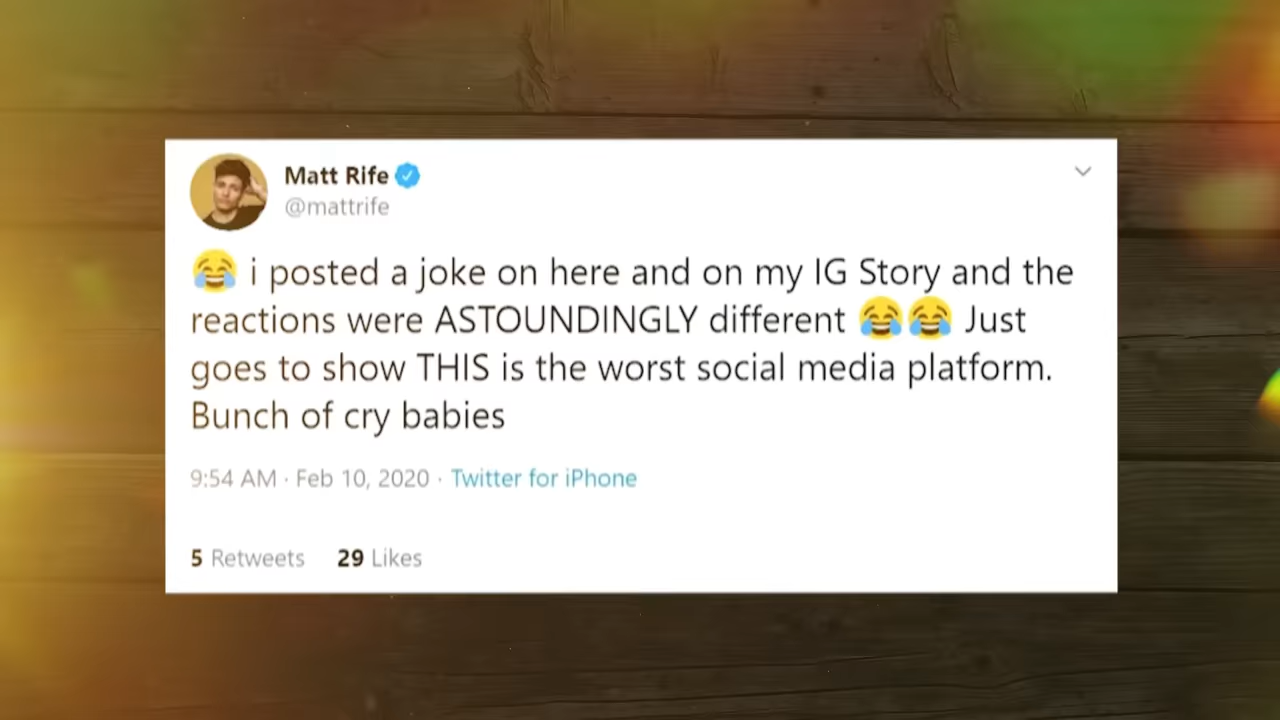 Matt Rife
@mattrife
😂 i posted a joke on here and on my IG Story and the
reactions were ASTOUNDINGLY different 😂😂 Just
goes to show THIS is the worst social media platform.
Bunch of cry babies
9:54 AM · Feb 10, 2020 · Twitter for iPhone
5 Retweets 29 Likes